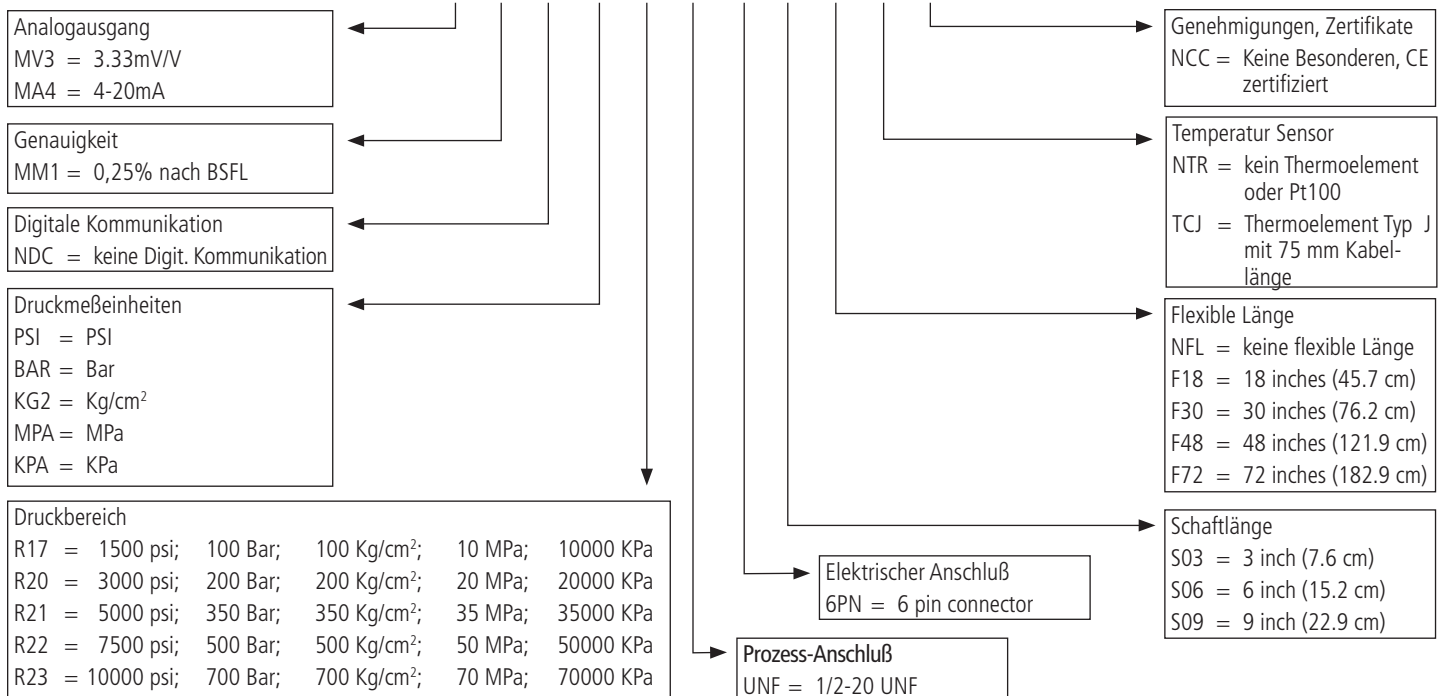 Analogausgang
MV3 = 3.33mV/V
MA4 = 4-20mA
Genauigkeit
MM1 = 0,25% nach BSFL
Digitale Kommunikation
NDC = keine Digit. Kommunikation
Druckmeßeinheiten
PSI = PSI
BAR = Bar
KG2 = Kg/cm²
MPA = MPa
KPA = KPa
Druckbereich
R17 = 1500 psi; 100 Bar; 100 Kg/cm²; 10 MPa; 10000 KPa
R20 = 3000 psi; 200 Bar; 200 Kg/cm²; 20 MPa; 20000 KPa
R21 = 5000 psi; 350 Bar; 350 Kg/cm²; 35 MPa; 35000 KPa
R22 = 7500 psi; 500 Bar; 500 Kg/cm²; 50 MPa; 50000 KPa
R23 = 10000 psi; 700 Bar; 700 Kg/cm²; 70 MPa; 70000 KPa
Prozess-Anschluß
UNF = 1/2-20 UNF
Elektrischer Anschluß
6PN = 6 pin connector
Genehmigungen, Zertifikate
NCC = Keine Besonderen, CE
zertifiziert
Temperatur Sensor
NTR = kein Thermoelement
oder Pt100
TCJ = Thermoelement Typ J
mit 75 mm Kabel-
länge
Flexible Länge
NFL = keine flexible Länge
F18 = 18 inches (45.7 cm)
F30 = 30 inches (76.2 cm)
F48 = 48 inches (121.9 cm)
F72 = 72 inches (182.9 cm)
Schaftlänge
S03 = 3 inch (7.6 cm)
S06 = 6 inch (15.2 cm)
S09 = 9 inch (22.9 cm)